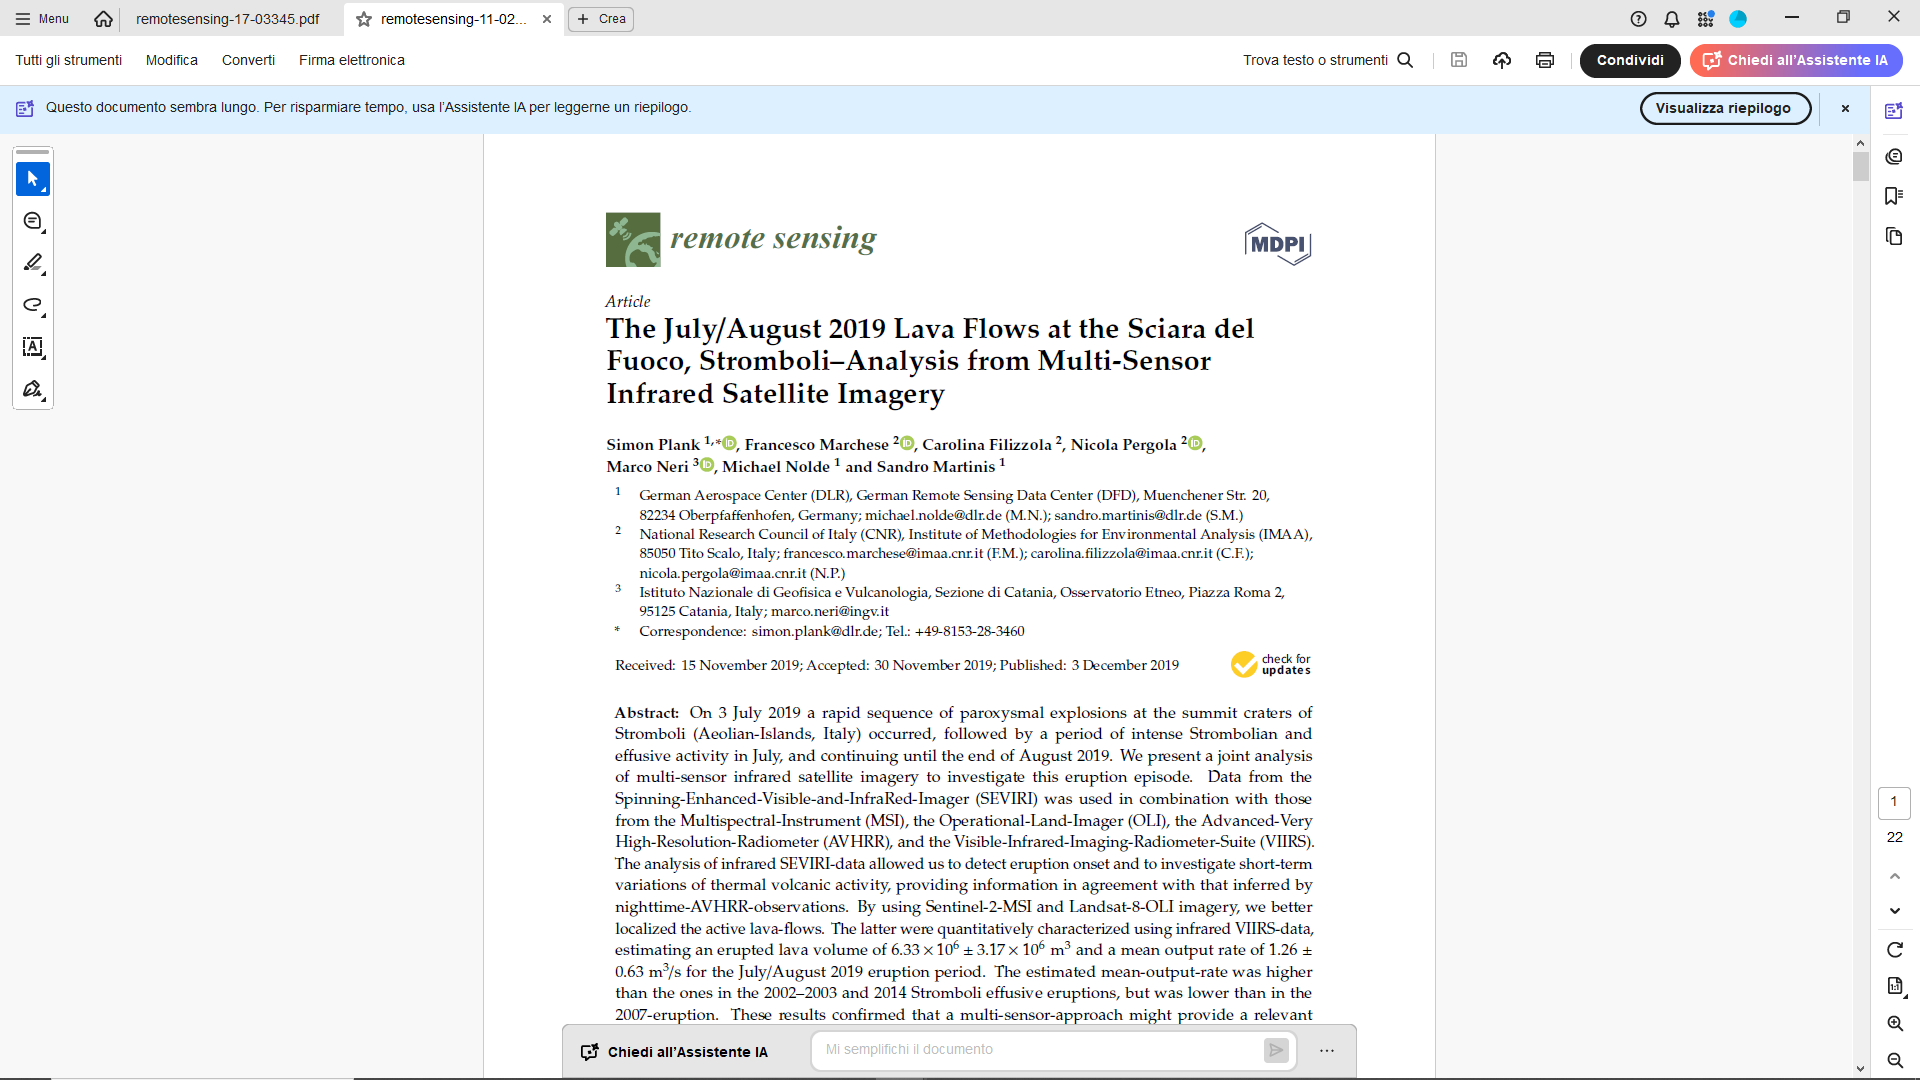 Menu
remotesensing-17-03345.pdf
remotesensing-11-02...
Crea
Tutti gli strumenti
Modifica
Converti
Firma elettronica
Trova testo o strumenti
Condividi
Chiedi all'Assistente IA
Questo documento sembra lungo. Per risparmiare tempo, usa l'Assistente IA per leggerne un riepilogo.
Visualizza riepilogo
remote sensing
MDPI
Article
The July/August 2019 Lava Flows at the Sciara del
Fuoco, Stromboli–Analysis from Multi-Sensor
Infrared Satellite Imagery
Simon Plank 1,* iD, Francesco Marchese 2 iD, Carolina Filizzola 2, Nicola Pergola 2 iD,
Marco Neri 3 iD, Michael Nolde 1 and Sandro Martinis 1
1 German Aerospace Center (DLR), German Remote Sensing Data Center (DFD), Muenchener Str. 20,
82234 Oberpfaffenhofen, Germany; michael.nolde@dlr.de (M.N.); sandro.martinis@dlr.de (S.M.)
2 National Research Council of Italy (CNR), Institute of Methodologies for Environmental Analysis (IMAA),
85050 Tito Scalo, Italy; francesco.marchese@imaa.cnr.it (F.M.); carolina.filizzola@imaa.cnr.it (C.F.);
nicola.pergola@imaa.cnr.it (N.P.)
3 Istituto Nazionale di Geofisica e Vulcanologia, Sezione di Catania, Osservatorio Etneo, Piazza Roma 2,
95125 Catania, Italy; marco.neri@ingv.it
* Correspondence: simon.plank@dlr.de; Tel.: +49-8153-28-3460
Received: 15 November 2019; Accepted: 30 November 2019; Published: 3 December 2019
check for
updates
Abstract: On 3 July 2019 a rapid sequence of paroxysmal explosions at the summit craters of
Stromboli (Aeolian-Islands, Italy) occurred, followed by a period of intense Strombolian and
effusive activity in July, and continuing until the end of August 2019. We present a joint analysis
of multi-sensor infrared satellite imagery to investigate this eruption episode. Data from the
Spinning-Enhanced-Visible-and-InfraRed-Imager (SEVIRI) was used in combination with those
from the Multispectral-Instrument (MSI), the Operational-Land-Imager (OLI), the Advanced-Very
High-Resolution-Radiometer (AVHRR), and the Visible-Infrared-Imaging-Radiometer-Suite (VIIRS).
The analysis of infrared SEVIRI-data allowed us to detect eruption onset and to investigate short-term
variations of thermal volcanic activity, providing information in agreement with that inferred by
nighttime-AVHRR-observations. By using Sentinel-2-MSI and Landsat-8-OLI imagery, we better
localized the active lava-flows. The latter were quantitatively characterized using infrared VIIRS-data,
estimating an erupted lava volume of 6.33 × 10⁶ ± 3.17 × 10⁶ m³ and a mean output rate of 1.26 ±
0.63 m³/s for the July/August 2019 eruption period. The estimated mean-output-rate was higher
than the ones in the 2002–2003 and 2014 Stromboli effusive eruptions, but was lower than in the
2007-eruption. These results confirmed that a multi-sensor-approach might provide a relevant
Chiedi all'Assistente IA
Mi semplifichi il documento
1
22